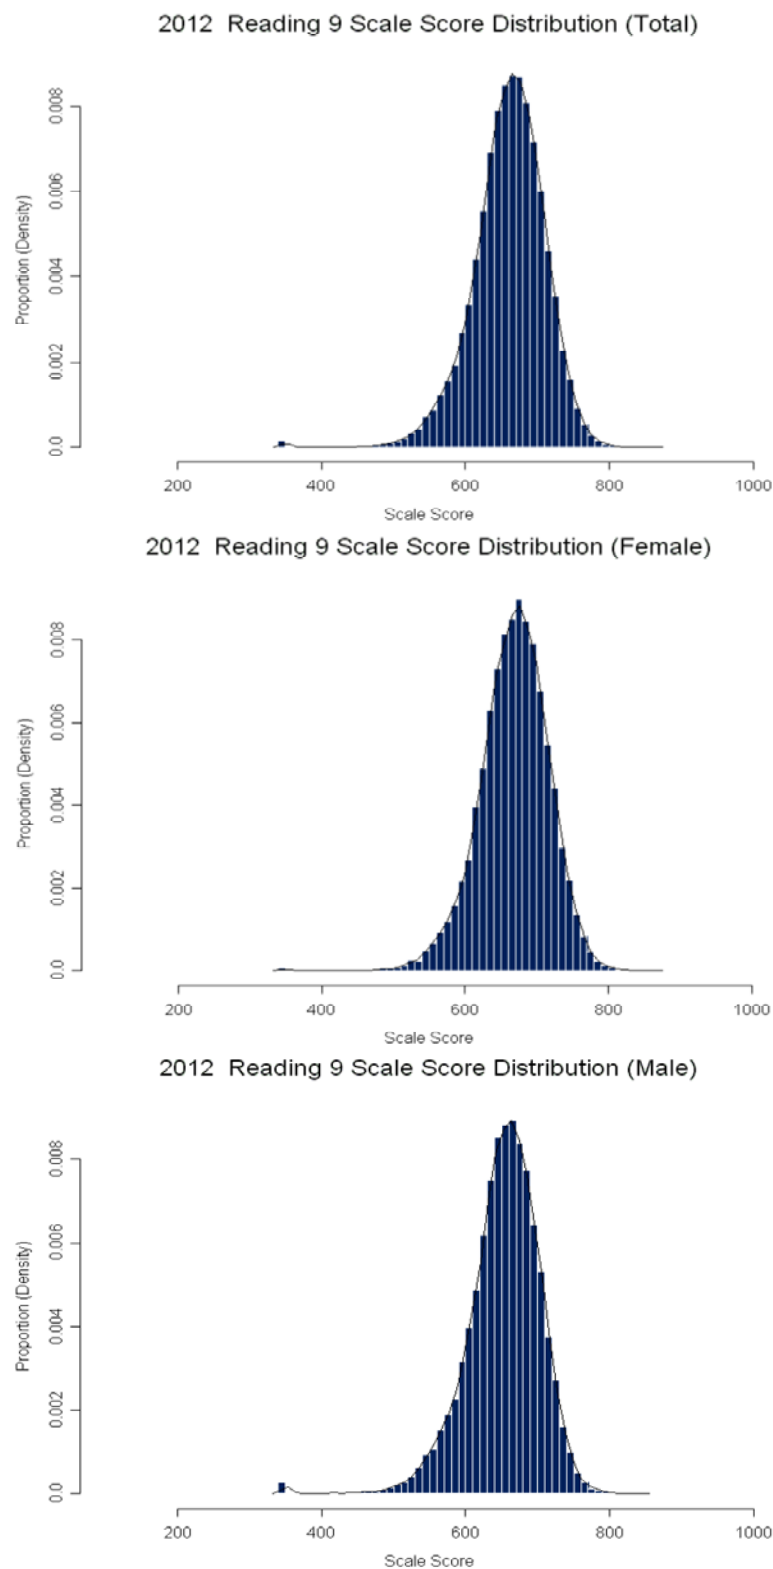 2012  Reading 9 Scale Score Distribution (Total)
Proportion (Density)
0.008
0.006
0.004
0.002
0.0
200 400 600 800 1000
Scale Score
2012  Reading 9 Scale Score Distribution (Female)
Proportion (Density)
0.008
0.006
0.004
0.002
0.0
200 400 600 800 1000
Scale Score
2012  Reading 9 Scale Score Distribution (Male)
Proportion (Density)
0.008
0.006
0.004
0.002
0.0
200 400 600 800 1000
Scale Score